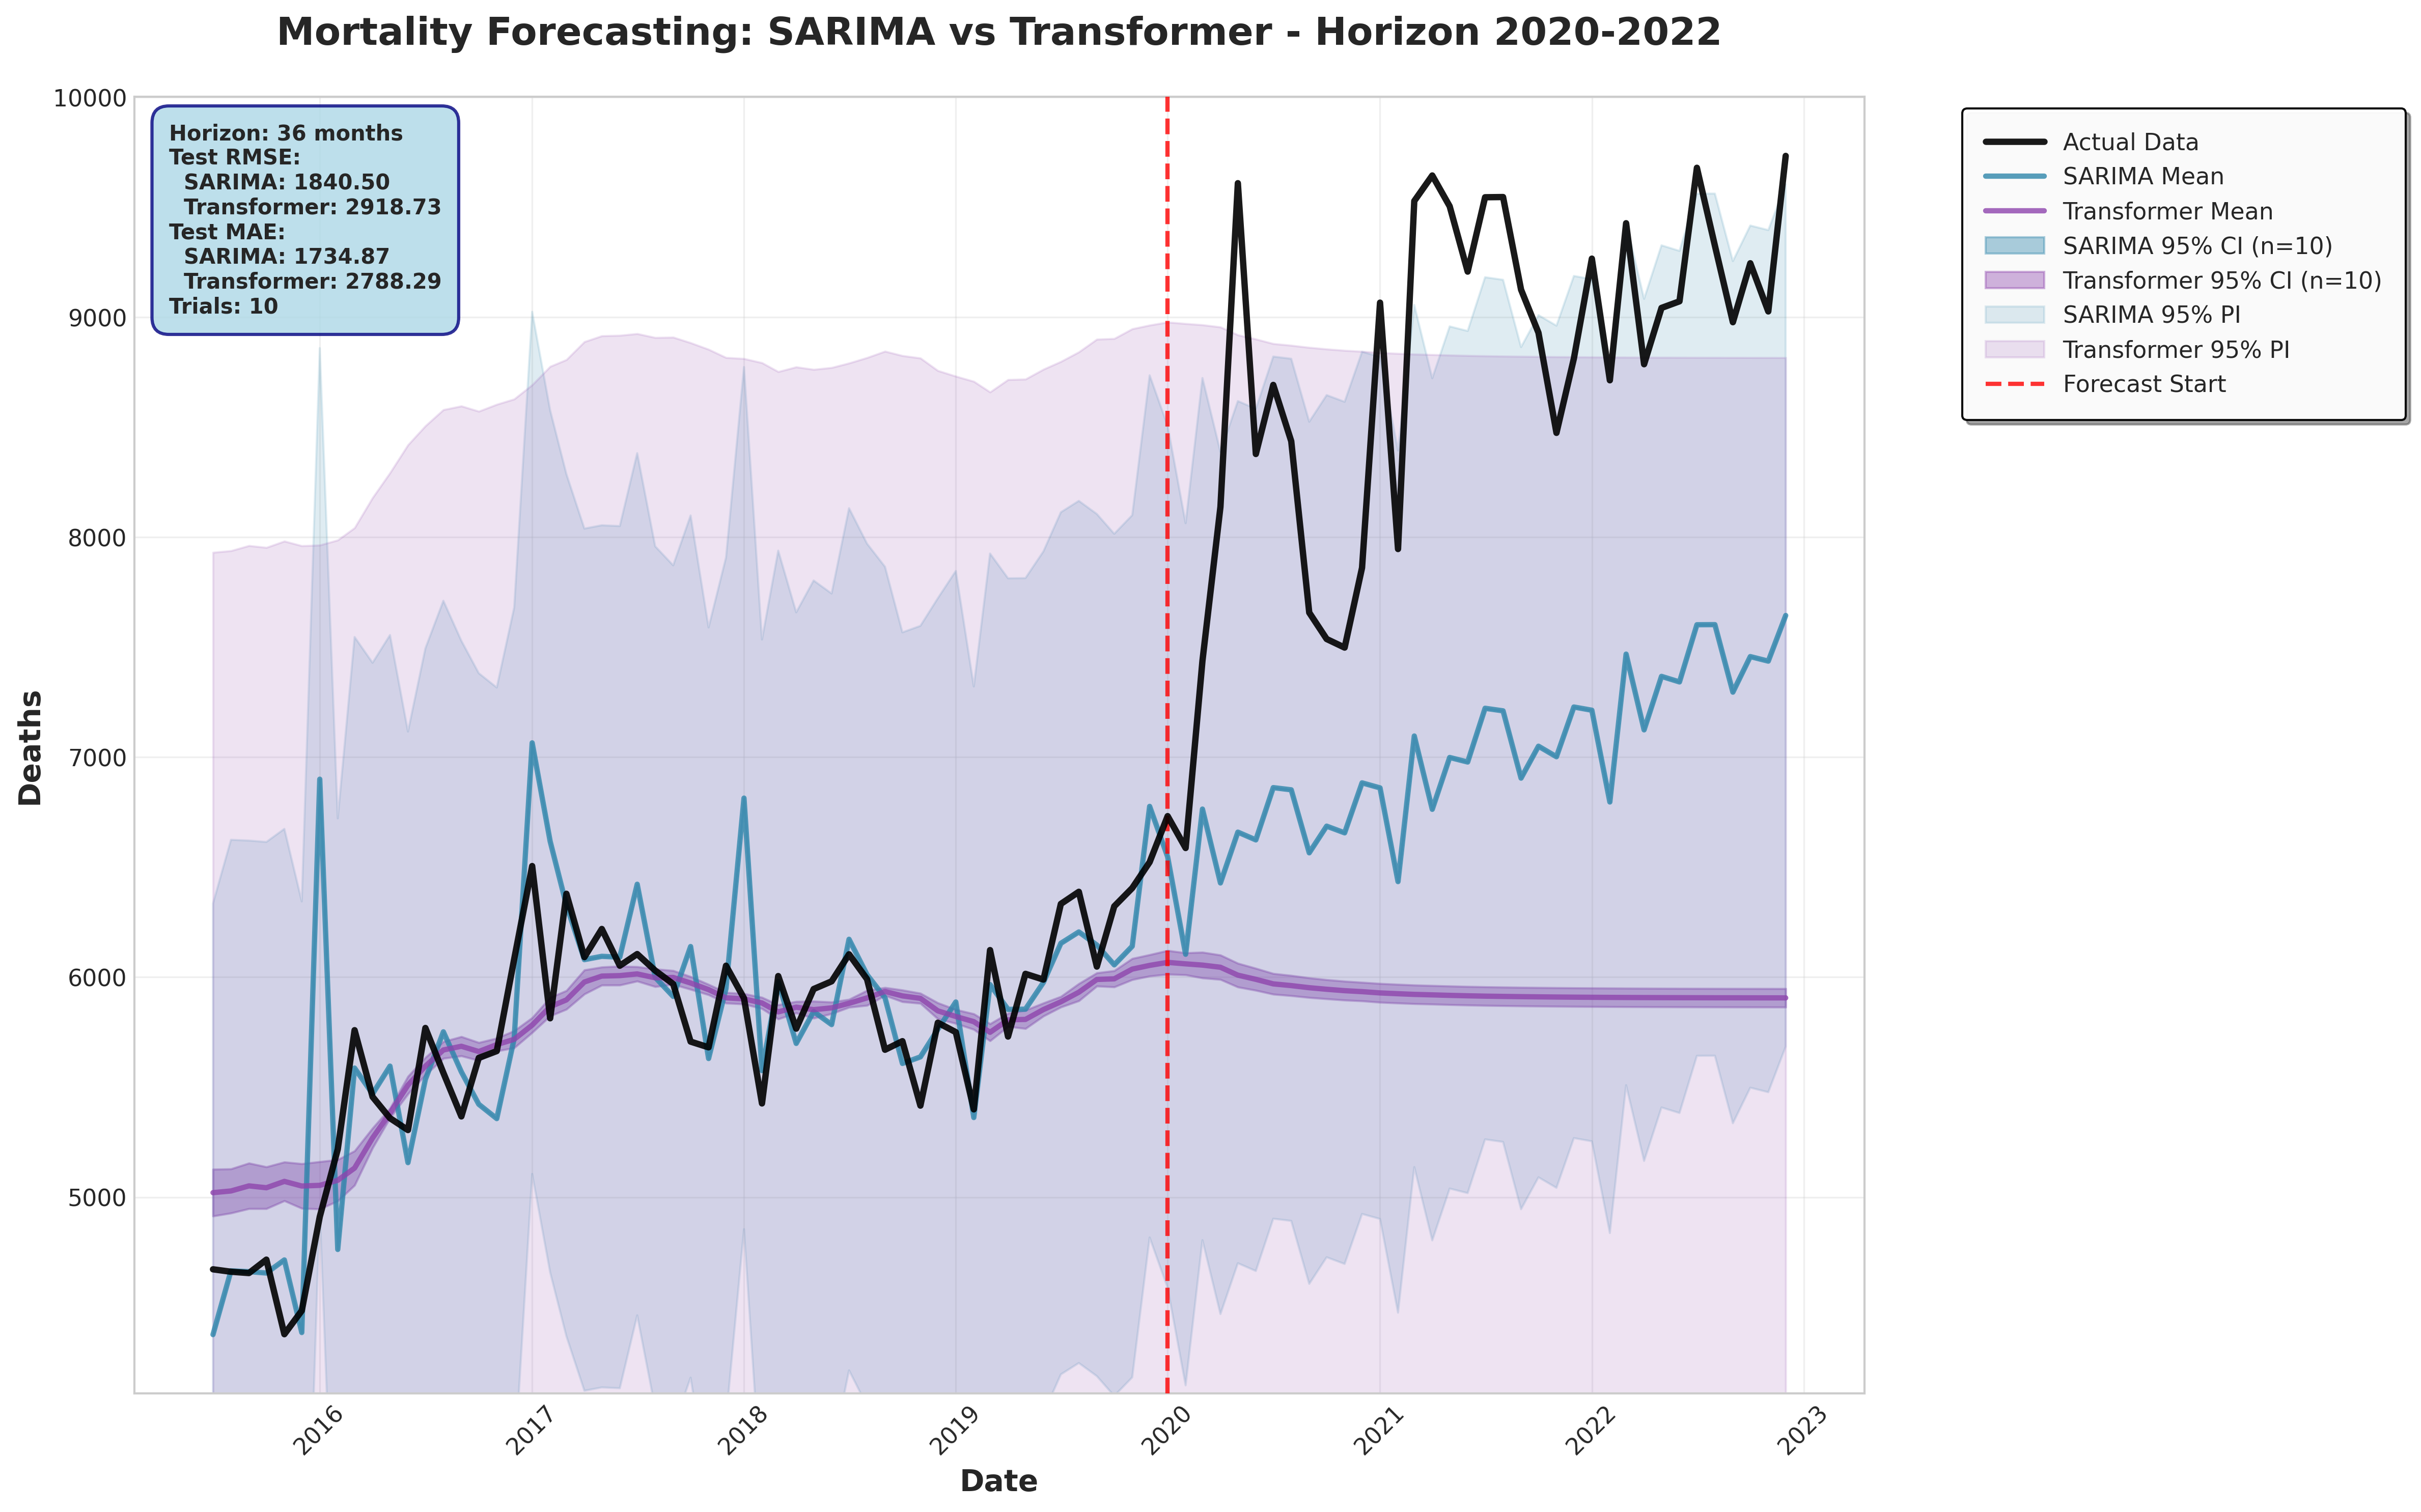 Mortality Forecasting: SARIMA vs Transformer - Horizon 2020-2022
Horizon: 36 months
Test RMSE:
SARIMA: 1840.50
Transformer: 2918.73
Test MAE:
SARIMA: 1734.87
Transformer: 2788.29
Trials: 10
Actual Data
SARIMA Mean
Transformer Mean
SARIMA 95% CI (n=10)
Transformer 95% CI (n=10)
SARIMA 95% PI
Transformer 95% PI
Forecast Start
Deaths
10000
9000
8000
7000
6000
5000
2016
2017
2018
2019
2020
2021
2022
2023
Date